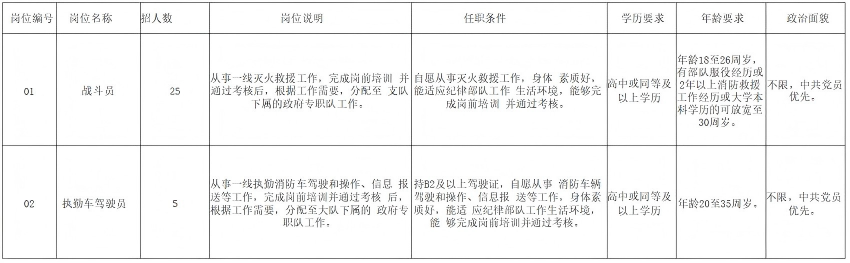 岗位编号 岗位名称 招人数 岗位说明 任职条件 学历要求 年龄要求 政治面貌
01
战斗员
25
从事一线灭火救援工作，完成岗前培训 并
通过考核后，根据工作需要，分配至 支队
下属的政府专职队工作。
自愿从事灭火救援工作，身体 素质好，
能适应纪律部队工作 生活环境，能够完
成岗前培训 并通过考核。
高中或同等及
以上学历
年龄18至26周岁，
有部队服役经历或
2年以上消防救援
工作经历或大学本
科学历的可放宽至
30周岁。
不限，中共党员
优先。
02
执勤车驾驶员
5
从事一线执勤消防车驾驶和操作、信息 报
送等工作，完成岗前培训并通过考核 后，
根据工作需要，分配至大队下属的 政府专
职队工作。
持B2及以上驾驶证，自愿从事 消防车辆
驾驶和操作、信息报 送等工作，身体素
质好，能适 应纪律部队工作生活环境，
能 够完成岗前培训并通过考核。
高中或同等及
以上学历
年龄20至35周岁。
不限，中共党员
优先。